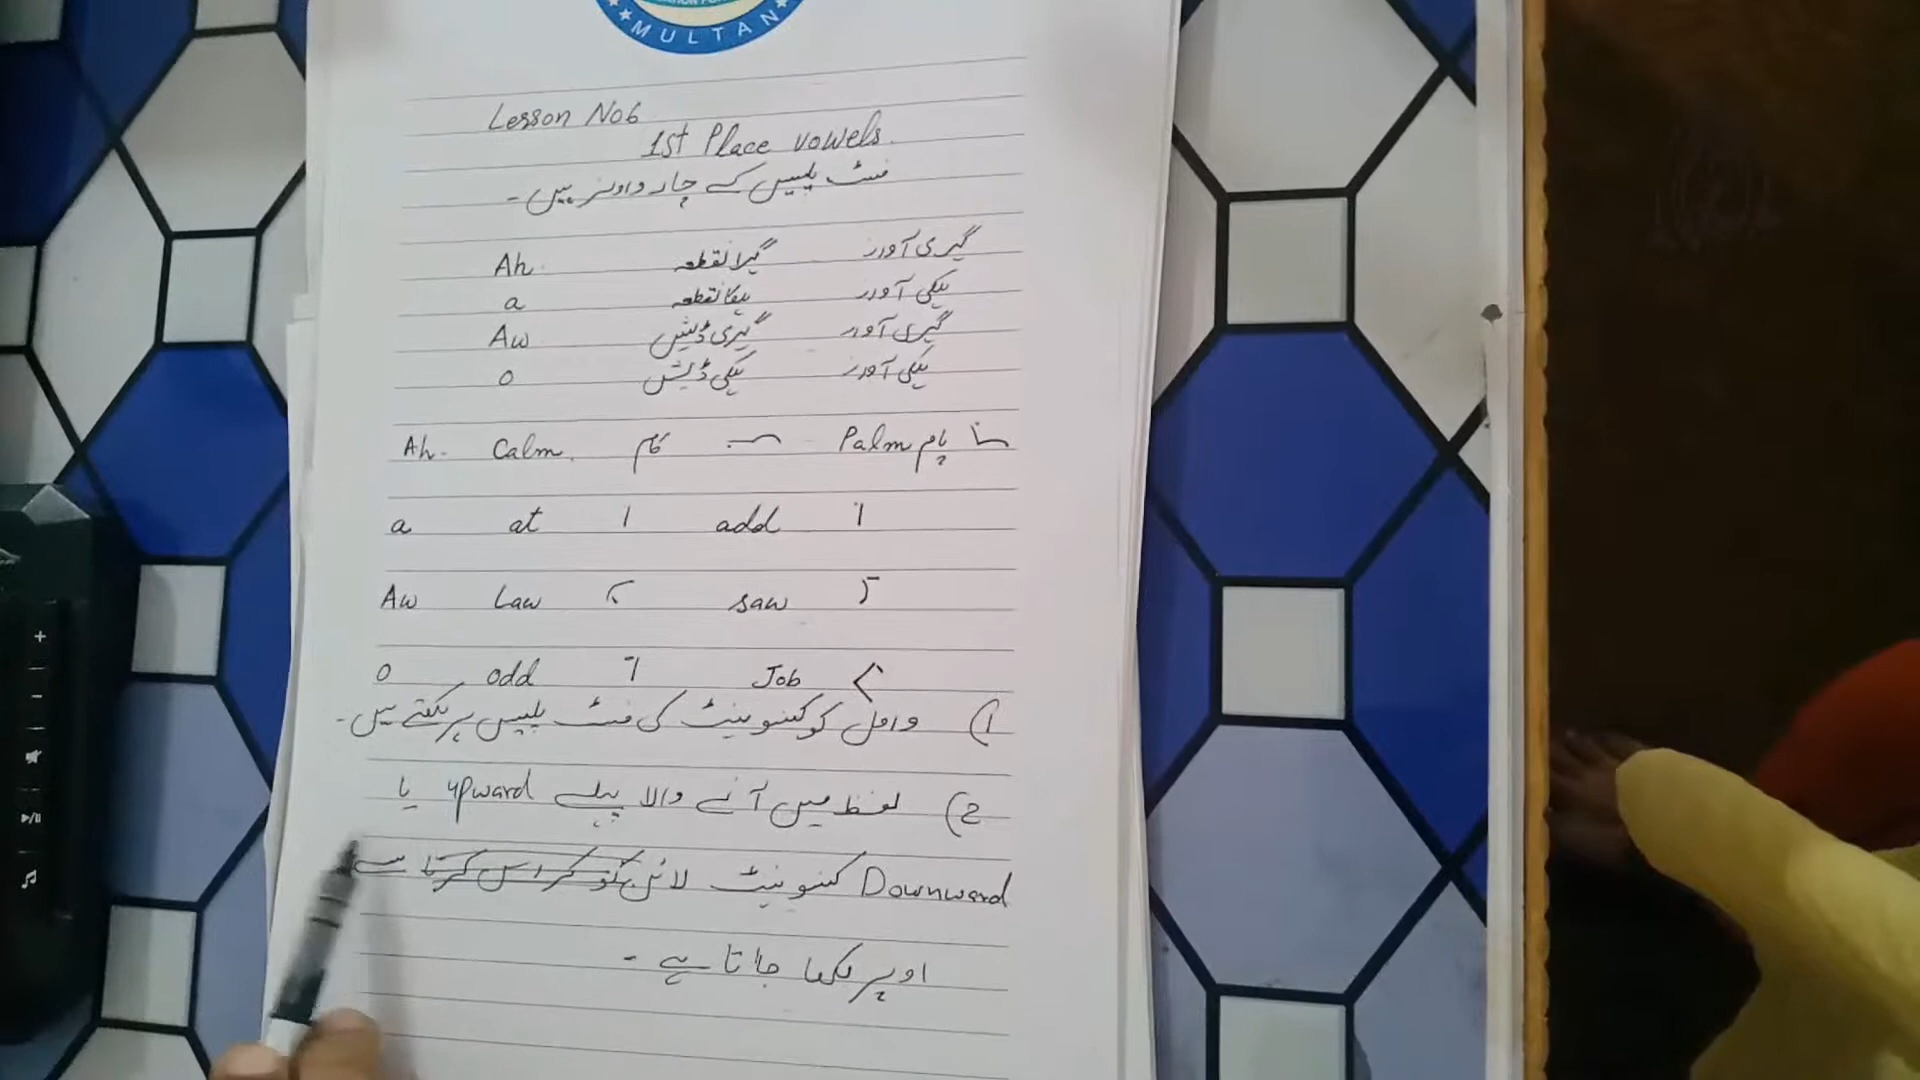 MULTAN
Lesson No6
1st Place vowels.
فسٹ پلیس کے چار واولز ہیں۔
Ah گہرا نقطہ گہری آواز
a ہلکا نقطہ ہلکی آواز
Aw گہری ڈیش گہری آواز
o ہلکی ڈیش ہلکی آواز
Ah. Calm. کام Palm پام
a at add
Aw Law saw
o odd Job
1) واول کو کنسونینٹ کی فسٹ پلیس پر لکھتے ہیں۔
2) لفظ میں آنے والا پہلے upward یا
Downward کنسونینٹ لائن کو کراس کرتا ہے
اوپر لکھا جاتا ہے۔